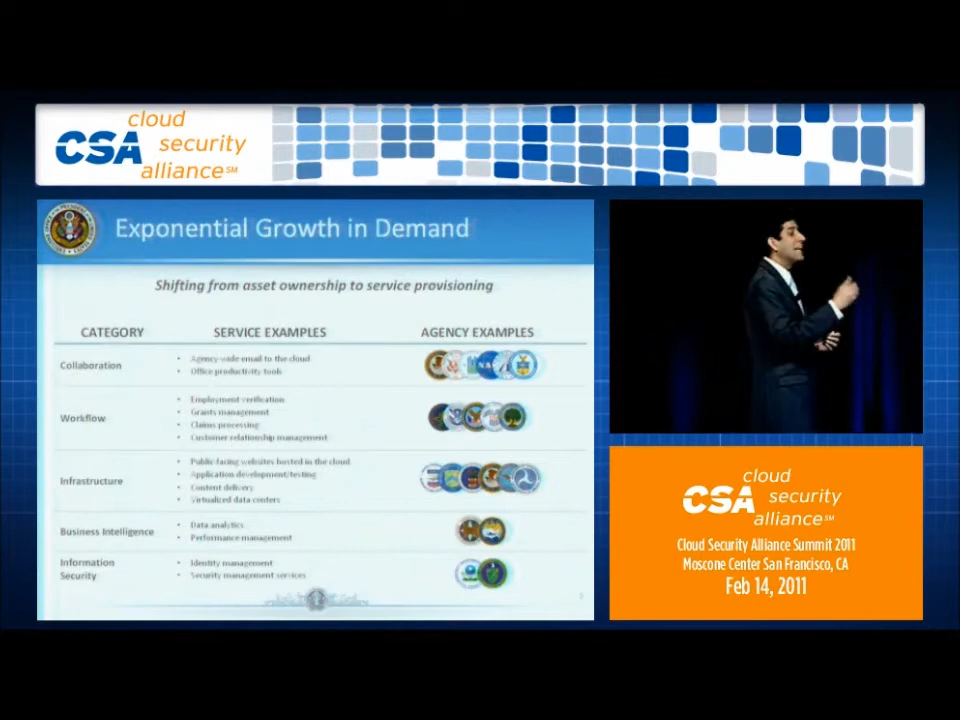 cloud
CSA security
alliance℠
Exponential Growth in Demand
Shifting from asset ownership to service provisioning
CATEGORY SERVICE EXAMPLES AGENCY EXAMPLES
Collaboration
• Agency-wide email to the cloud
• Office productivity tools
NASA
Workflow
• Employment verification
• Grants management
• Claims processing
• Customer relationship management
Infrastructure
• Public-facing websites hosted in the cloud
• Application development/testing
• Content delivery
• Virtualized data centers
Business Intelligence
• Data analytics
• Performance management
Information
Security
• Identity management
• Security management services
cloud
CSA security
alliance℠
Cloud Security Alliance Summit 2011
Moscone Center San Francisco, CA
Feb 14, 2011